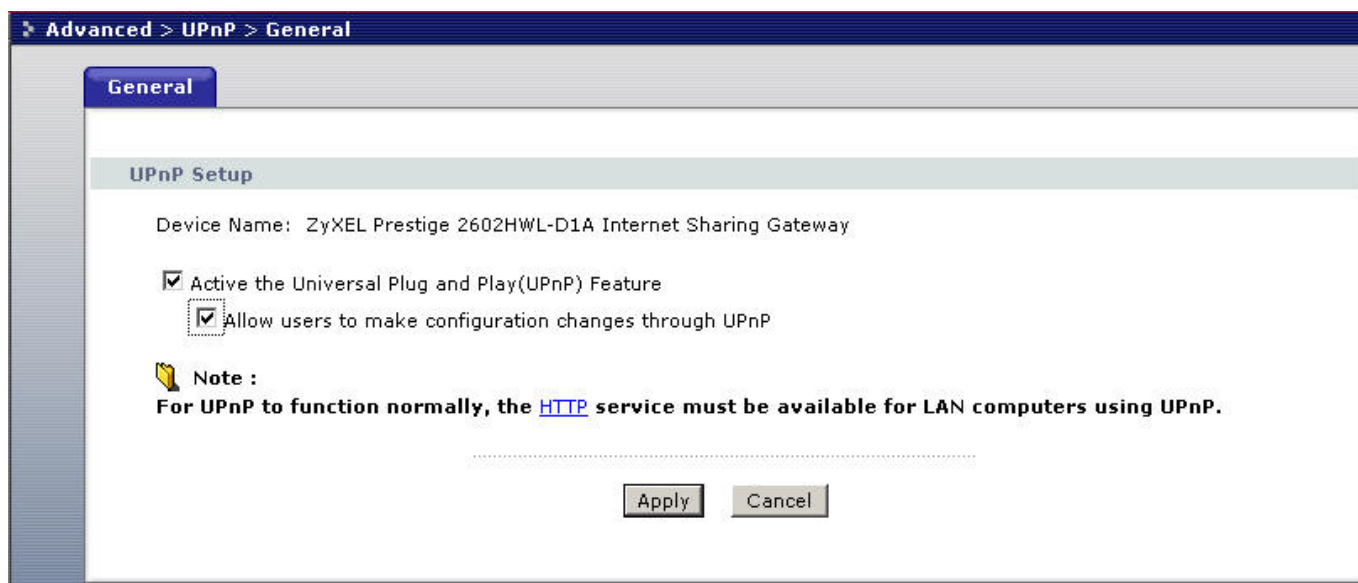 Advanced > UPnP > General
General
UPnP Setup
Device Name: ZyXEL Prestige 2602HWL-D1A Internet Sharing Gateway
Active the Universal Plug and Play(UPnP) Feature
Allow users to make configuration changes through UPnP
Note :
For UPnP to function normally, the HTTP service must be available for LAN computers using UPnP.
Apply Cancel